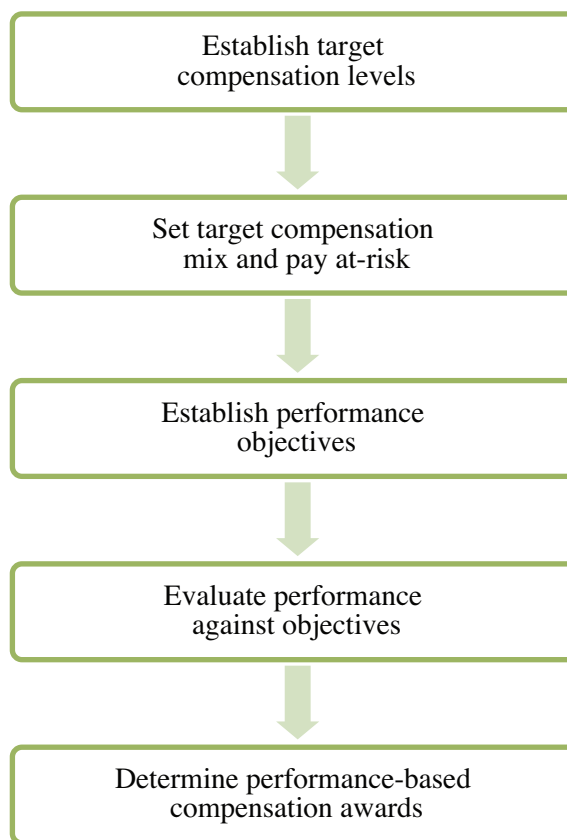 Establish target
compensation levels
Set target compensation
mix and pay at-risk
Establish performance
objectives
Evaluate performance
against objectives
Determine performance-based
compensation awards